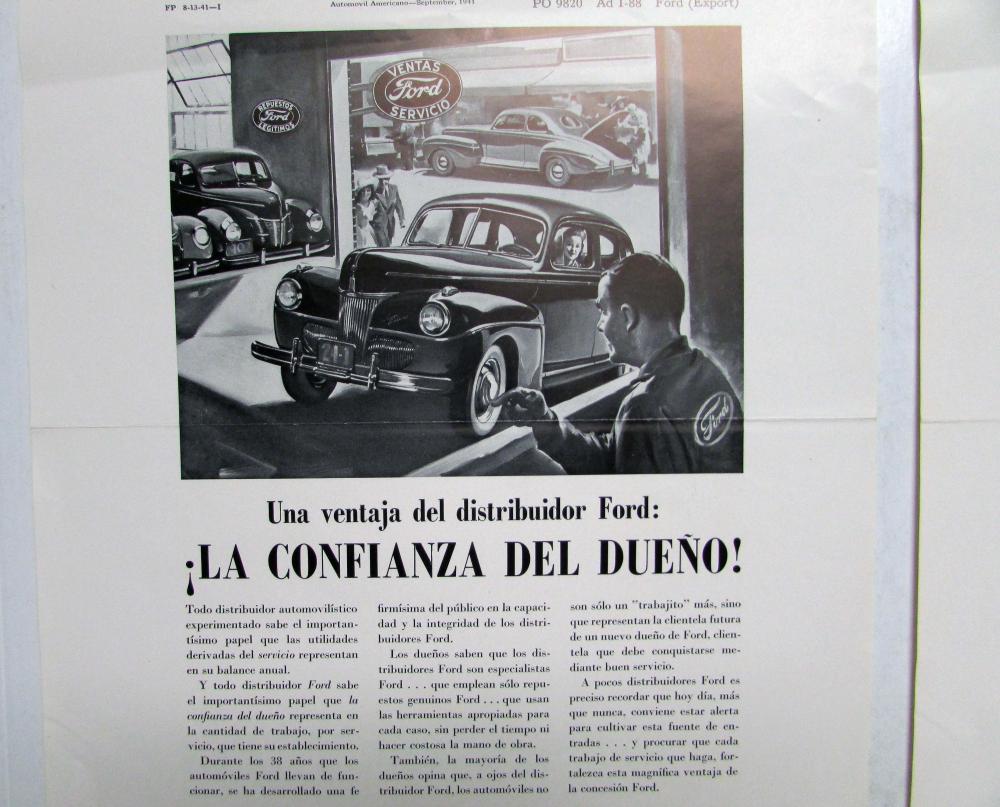 FP 8-13-41—I
Automovil Americano—September, 1941
PO 9820 Ad I-88 Ford (Export)
VENTAS
Ford
SERVICIO
REPUESTOS
Ford
LEGITIMOS
Ford
Una ventaja del distribuidor Ford:
¡LA CONFIANZA DEL DUEÑO!
Todo distribuidor automovilístico
experimentado sabe el importan-
tísimo papel que las utilidades
derivadas del servicio representan
en su balance anual.
Y todo distribuidor Ford sabe
el importantísimo papel que la
confianza del dueño representa en
la cantidad de trabajo, por ser-
vicio, que tiene su establecimiento.
Durante los 38 años que los
automóviles Ford llevan de fun-
cionar, se ha desarrollado una fe
firmísima del público en la capaci-
dad y la integridad de los distri-
buidores Ford.
Los dueños saben que los dis-
tribuidores Ford son especialistas
Ford . . . que emplean sólo repu-
estos genuinos Ford . . . que usan
las herramientas apropiadas para
cada caso, sin perder el tiempo ni
hacer costosa la mano de obra.
También, la mayoría de los
dueños opina que, a ojos del dis-
tribuidor Ford, los automóviles no
son sólo un "trabajito" más, sino
que representan la clientela futura
de un nuevo dueño de Ford, clien-
tela que debe conquistarse me-
diante buen servicio.
A pocos distribuidores Ford es
preciso recordar que hoy día, más
que nunca, conviene estar alerta
para cultivar esta fuente de en-
tradas . . . y procurar que cada
trabajo de servicio que haga, for-
talezca esta magnífica ventaja de
la concesión Ford.